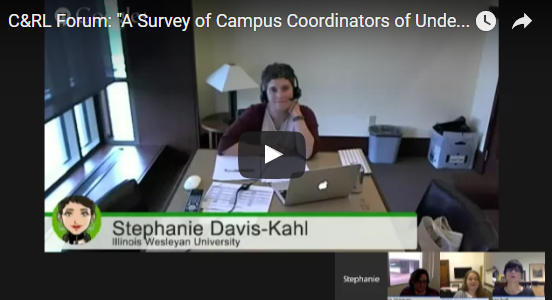 C&RL Forum: "A Survey of Campus Coordinators of Unde...
Stephanie Davis-Kahl
Illinois Wesleyan University
Stephanie